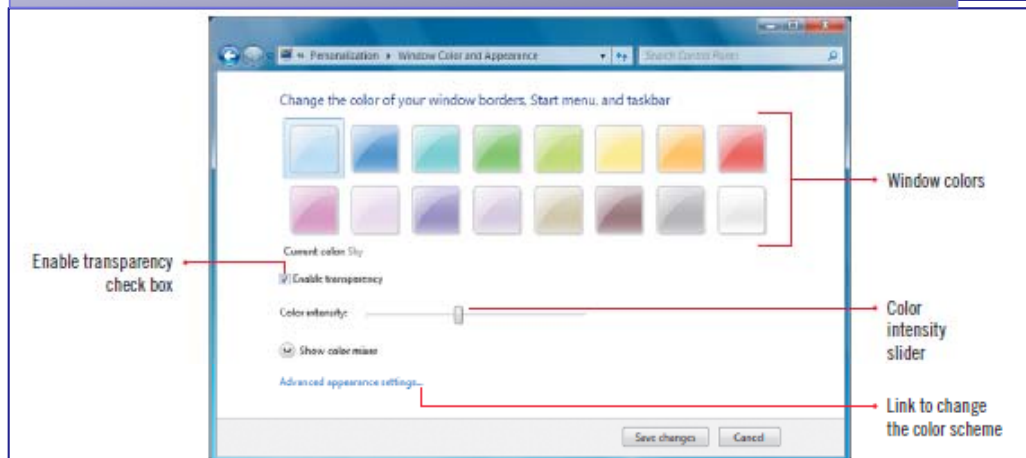 « Personalization ▸ Window Color and Appearance
Search Control Panel
Change the color of your window borders, Start menu, and taskbar
Window colors
Current color: Sky
Enable transparency
check box
Enable transparency
Color intensity:
Color
intensity
slider
Show color mixer
Advanced appearance settings...
Link to change
the color scheme
Save changes
Cancel